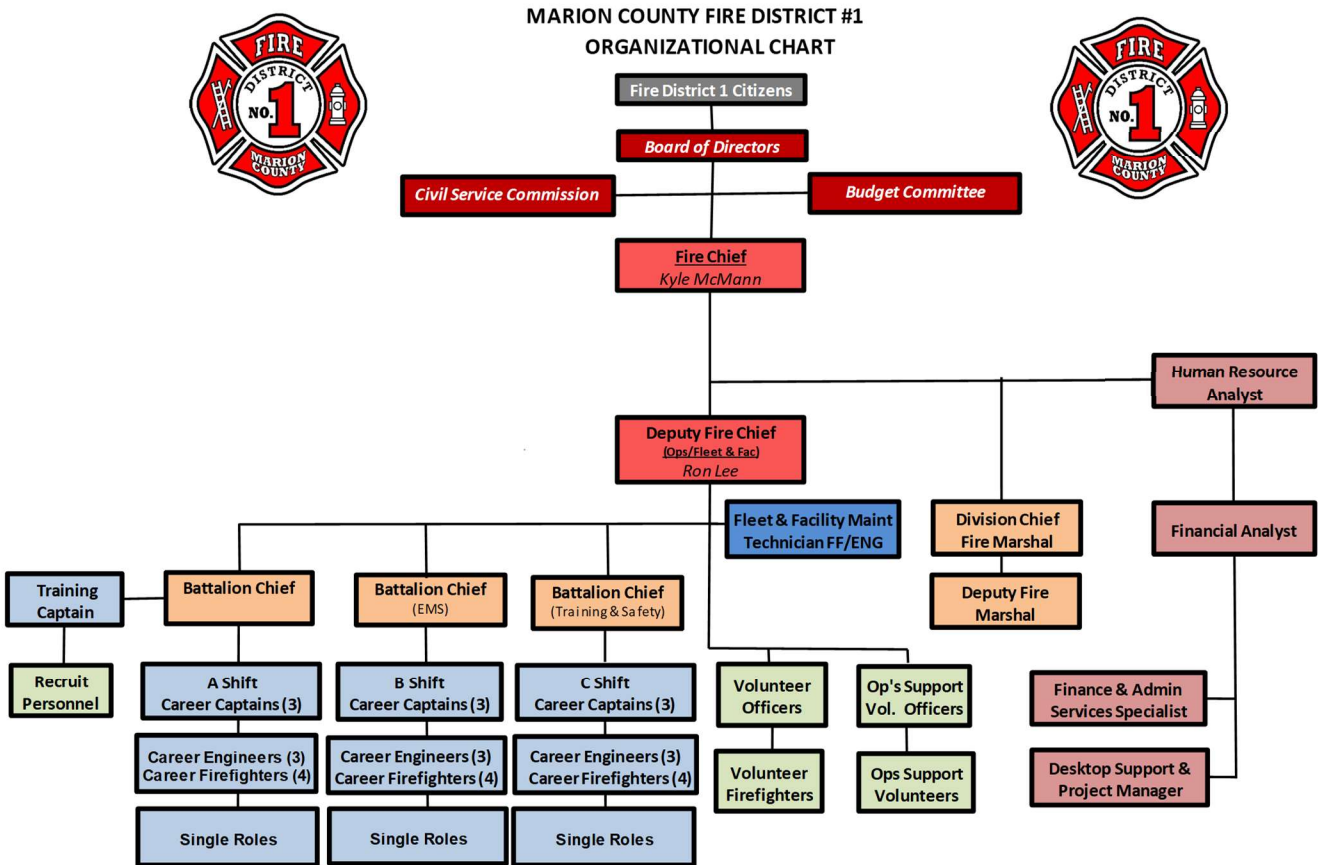 MARION COUNTY FIRE DISTRICT #1
ORGANIZATIONAL CHART
FIRE
DISTRICT
NO. 1
MARION
COUNTY
FIRE
DISTRICT
NO. 1
MARION
COUNTY
Fire District 1 Citizens
Board of Directors
Civil Service Commission
Budget Committee
Fire Chief
Kyle McMann
Human Resource
Analyst
Deputy Fire Chief
(Ops/Fleet & Fac)
Ron Lee
Fleet & Facility Maint
Technician FF/ENG
Division Chief
Fire Marshal
Financial Analyst
Training
Captain
Battalion Chief
Battalion Chief
(EMS)
Battalion Chief
(Training & Safety)
Deputy Fire
Marshal
Recruit
Personnel
A Shift
Career Captains (3)
B Shift
Career Captains (3)
C Shift
Career Captains (3)
Volunteer
Officers
Op's Support
Vol. Officers
Finance & Admin
Services Specialist
Career Engineers (3)
Career Firefighters (4)
Career Engineers (3)
Career Firefighters (4)
Career Engineers (3)
Career Firefighters (4)
Volunteer
Firefighters
Ops Support
Volunteers
Desktop Support &
Project Manager
Single Roles
Single Roles
Single Roles